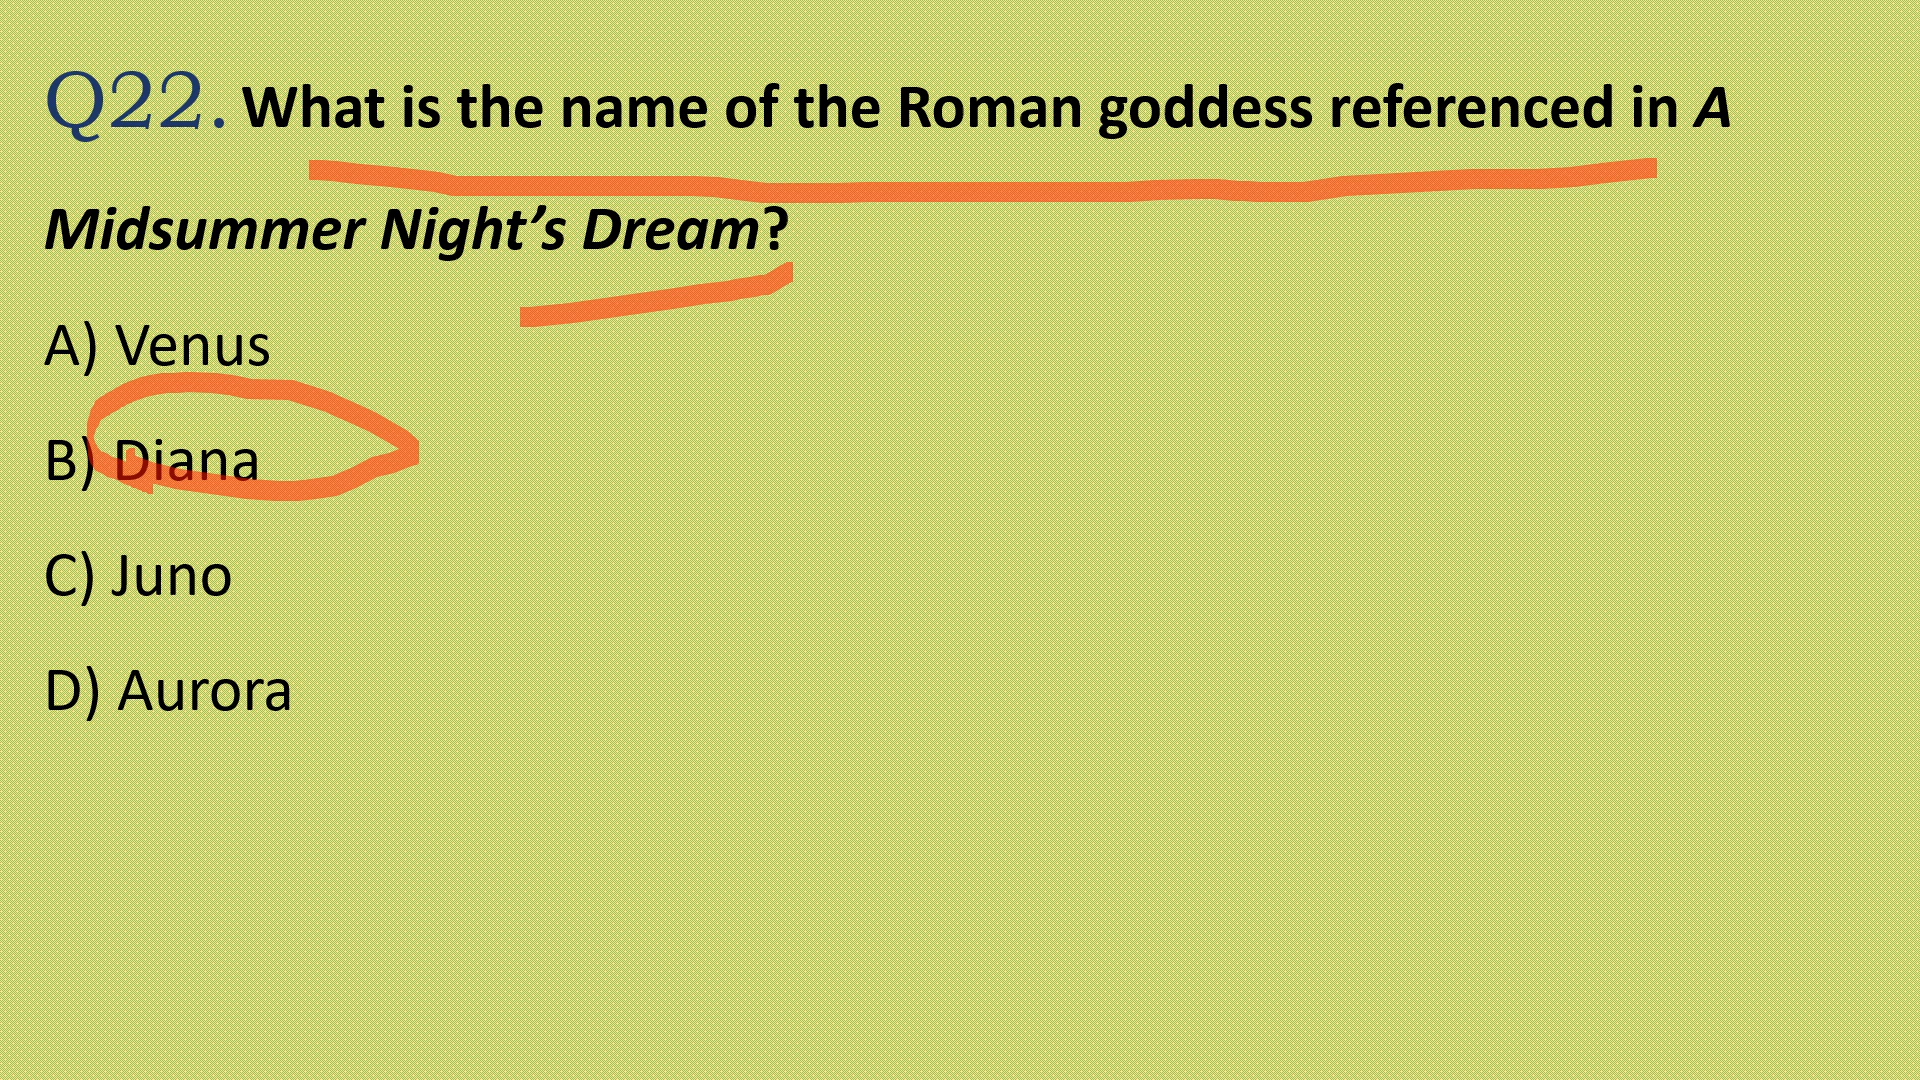 Q22. What is the name of the Roman goddess referenced in A
Midsummer Night’s Dream?
A) Venus
B) Diana
C) Juno
D) Aurora